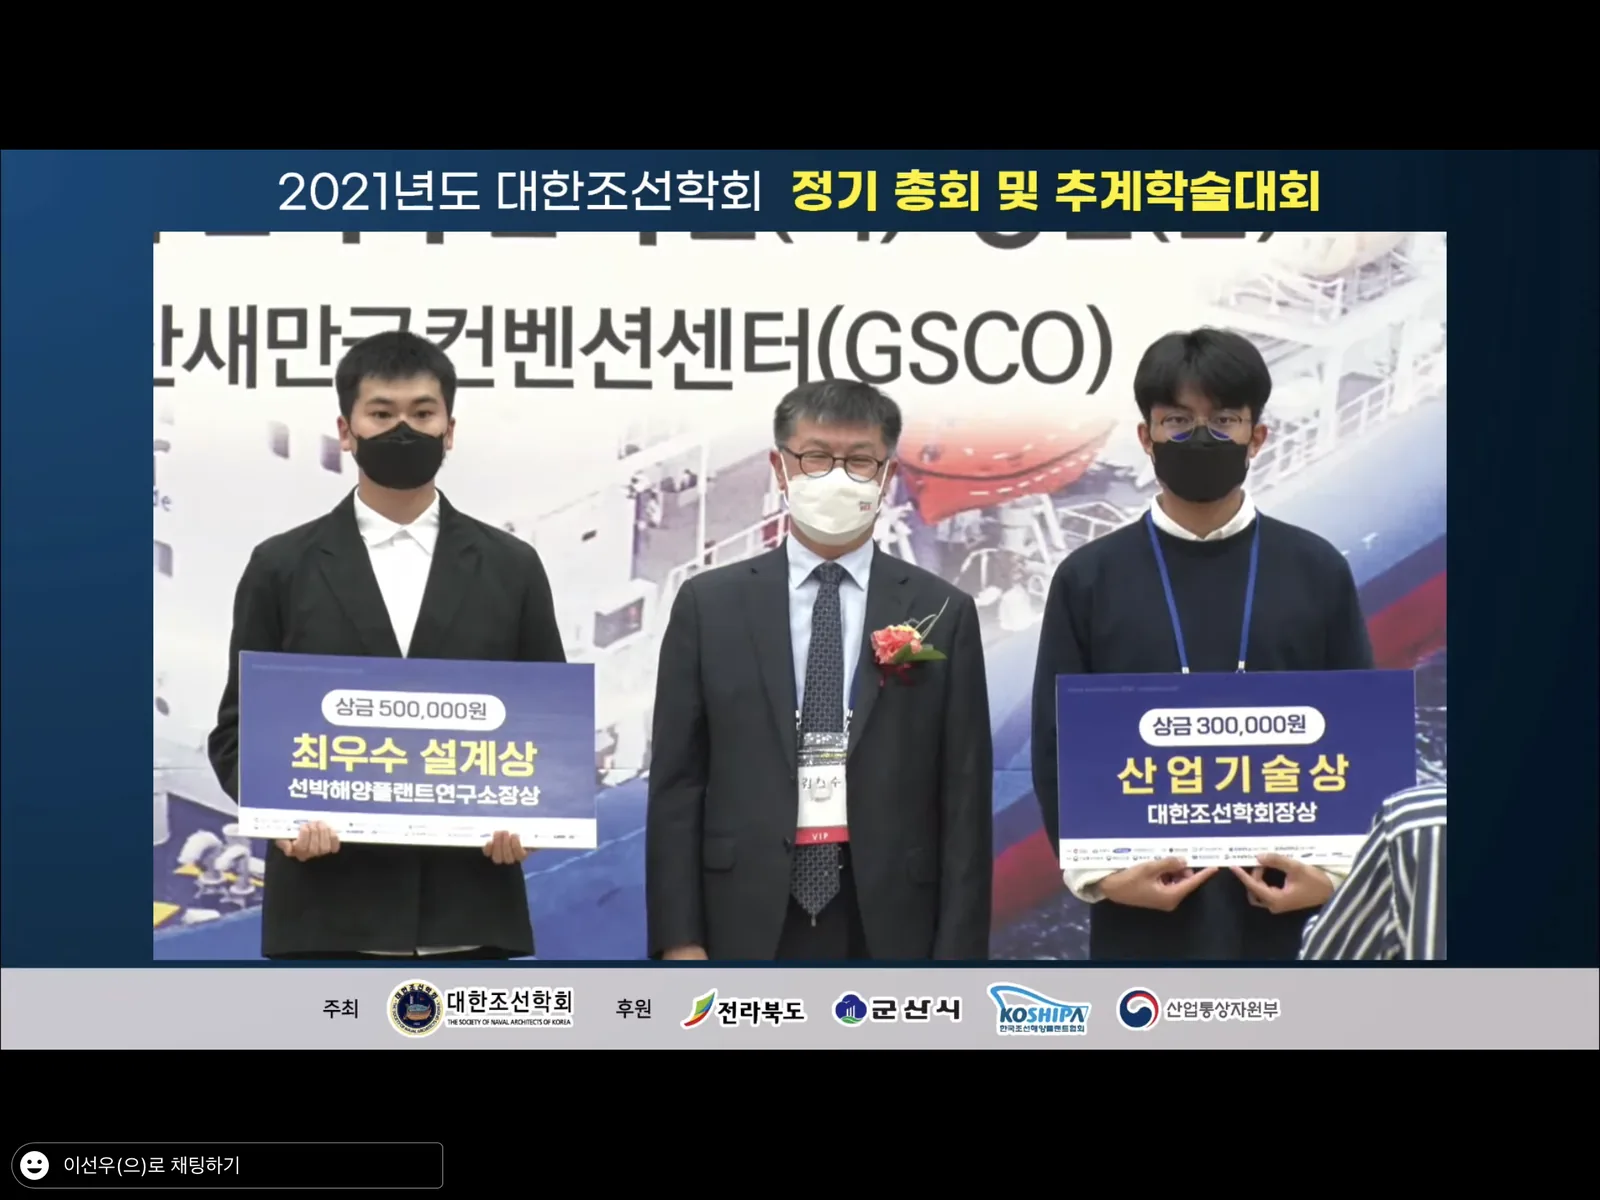 2021년도 대한조선학회 정기 총회 및 추계학술대회
새만금컨벤션센터(GSCO)
상금 500,000원
최우수 설계상
선박해양플랜트연구소장상
상금 300,000원
산업기술상
대한조선학회장상
VIP
주최 대한조선학회 THE SOCIETY OF NAVAL ARCHITECTS OF KOREA 후원 전라북도 군산시 KOSHIPA 한국조선해양플랜트협회 산업통상자원부
이선우(으)로 채팅하기